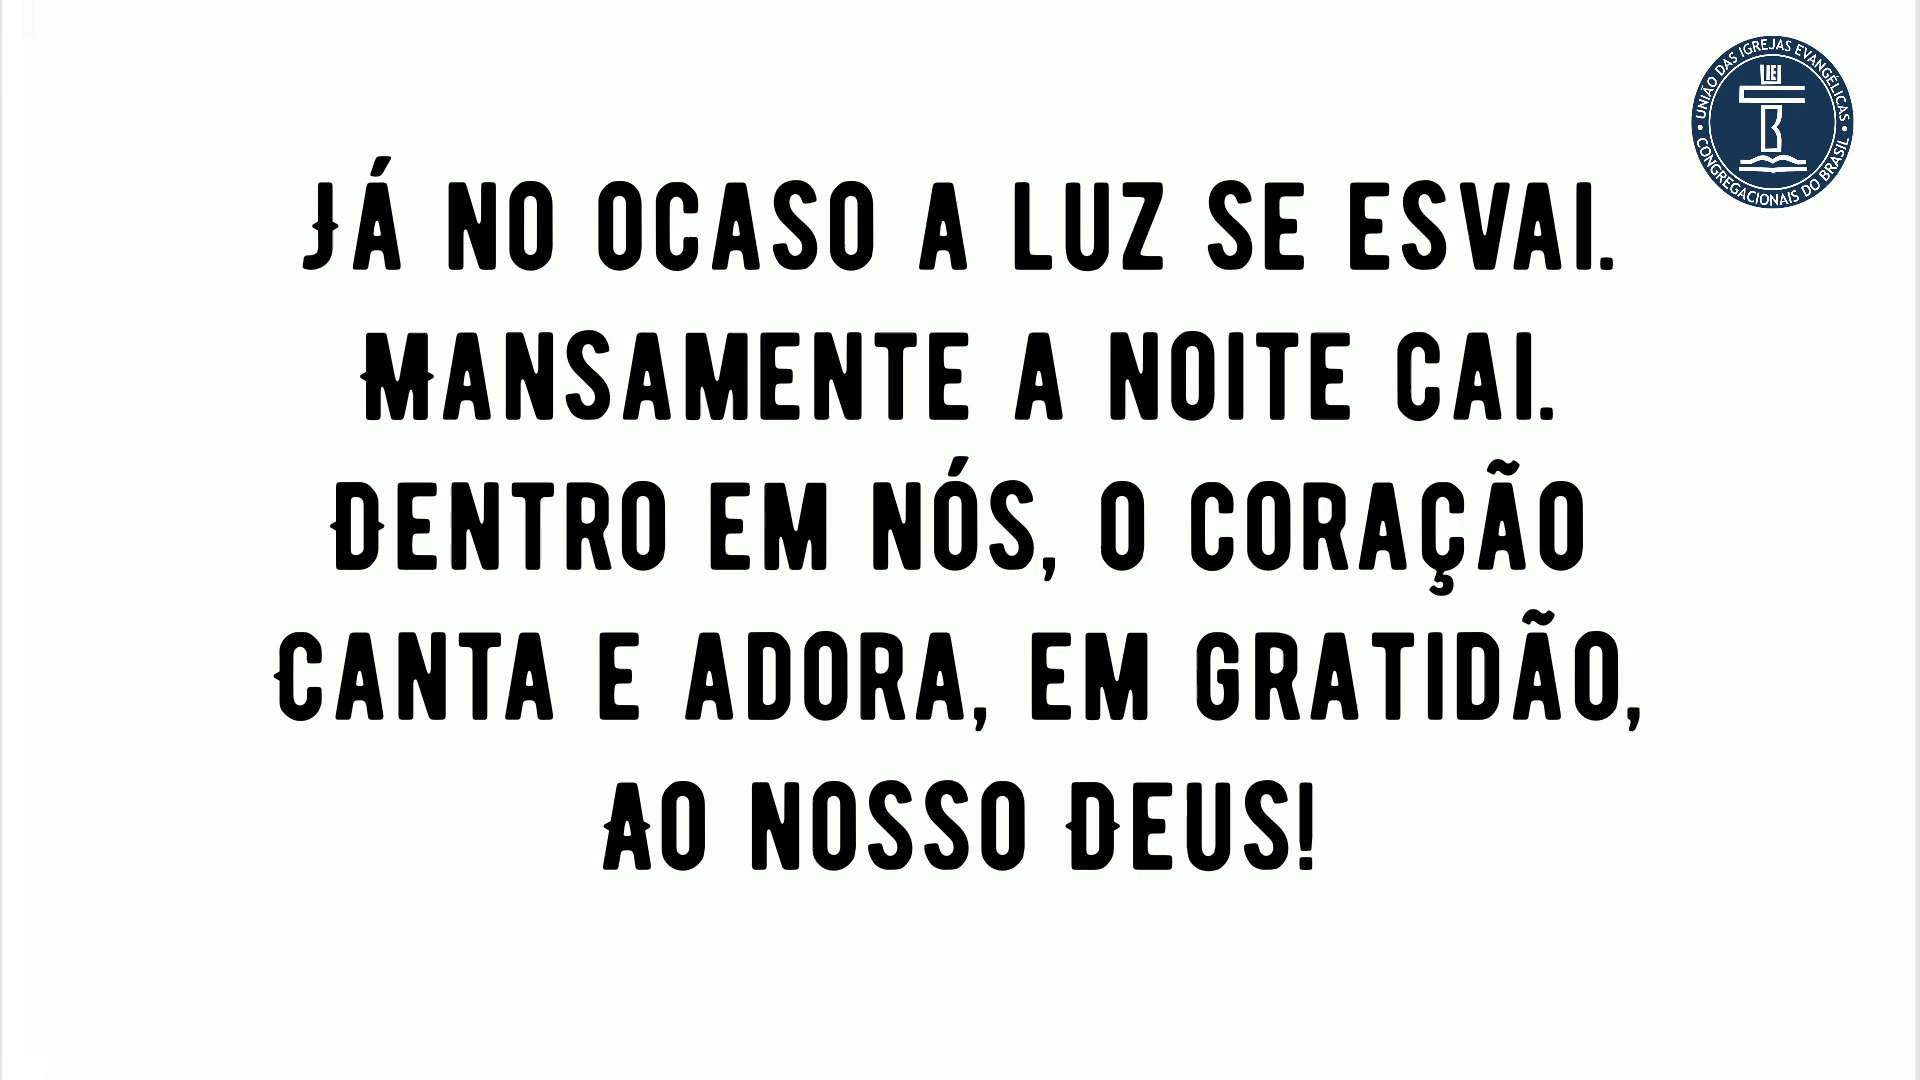 UNIÃO DAS IGREJAS EVANGÉLICAS
CONGREGACIONAIS DO BRASIL
JÁ NO OCASO A LUZ SE ESVAI.
MANSAMENTE A NOITE CAI.
DENTRO EM NÓS, O CORAÇÃO
CANTA E ADORA, EM GRATIDÃO,
AO NOSSO DEUS!